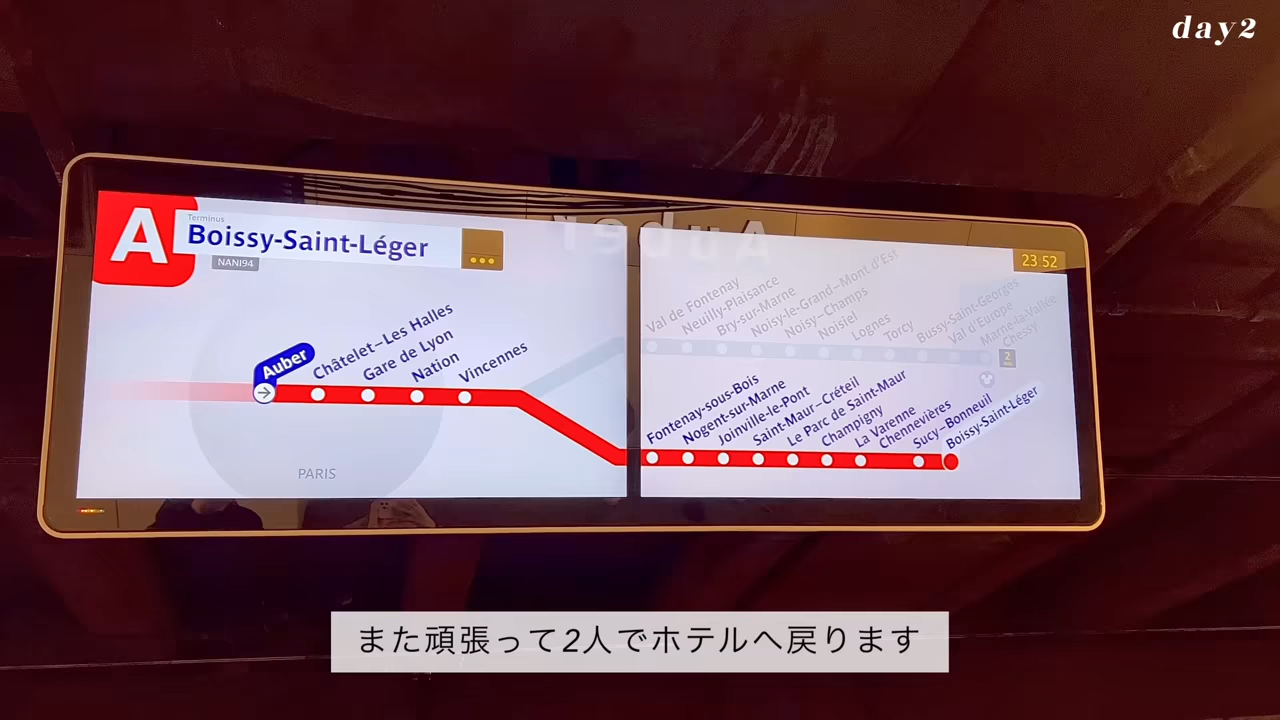 day2
A
Terminus
Boissy-Saint-Léger
NANI94
23:52
Auber
Auber
Châtelet–Les Halles
Gare de Lyon
Nation
Vincennes
PARIS
Val de Fontenay
Neuilly-Plaisance
Bry-sur-Marne
Noisy-le-Grand–Mont d'Est
Noisy–Champs
Noisiel
Lognes
Torcy
Bussy-Saint-Georges
Val d'Europe
Marne-la-Vallée
Chessy
2
Fontenay-sous-Bois
Nogent-sur-Marne
Joinville-le-Pont
Saint-Maur–Créteil
Le Parc de Saint-Maur
Champigny
La Varenne
Chennevières
Sucy–Bonneuil
Boissy-Saint-Léger
また頑張って2人でホテルへ戻ります